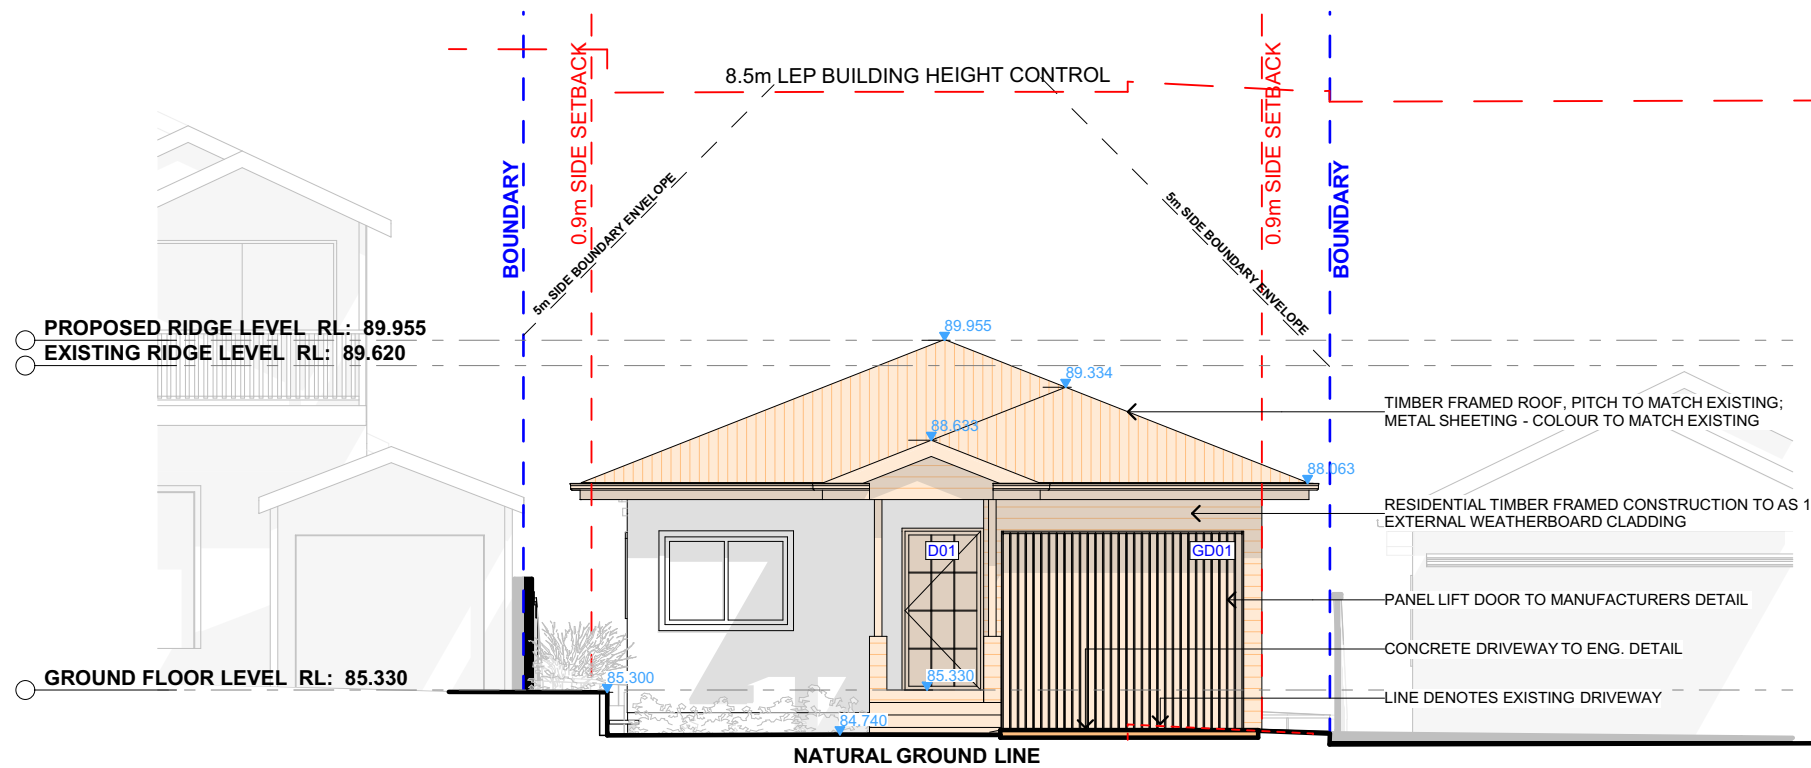 8.5m LEP BUILDING HEIGHT CONTROL
0.9m SIDE SETBACK
0.9m SIDE SETBACK
BOUNDARY
BOUNDARY
5m SIDE BOUNDARY ENVELOPE
5m SIDE BOUNDARY ENVELOPE
PROPOSED RIDGE LEVEL RL: 89.955
EXISTING RIDGE LEVEL RL: 89.620
89.955
89.334
88.633
88.063
TIMBER FRAMED ROOF, PITCH TO MATCH EXISTING;
METAL SHEETING - COLOUR TO MATCH EXISTING
RESIDENTIAL TIMBER FRAMED CONSTRUCTION TO AS 1
EXTERNAL WEATHERBOARD CLADDING
D01
GD01
PANEL LIFT DOOR TO MANUFACTURERS DETAIL
CONCRETE DRIVEWAY TO ENG. DETAIL
GROUND FLOOR LEVEL RL: 85.330
85.300
85.330
LINE DENOTES EXISTING DRIVEWAY
84.740
NATURAL GROUND LINE